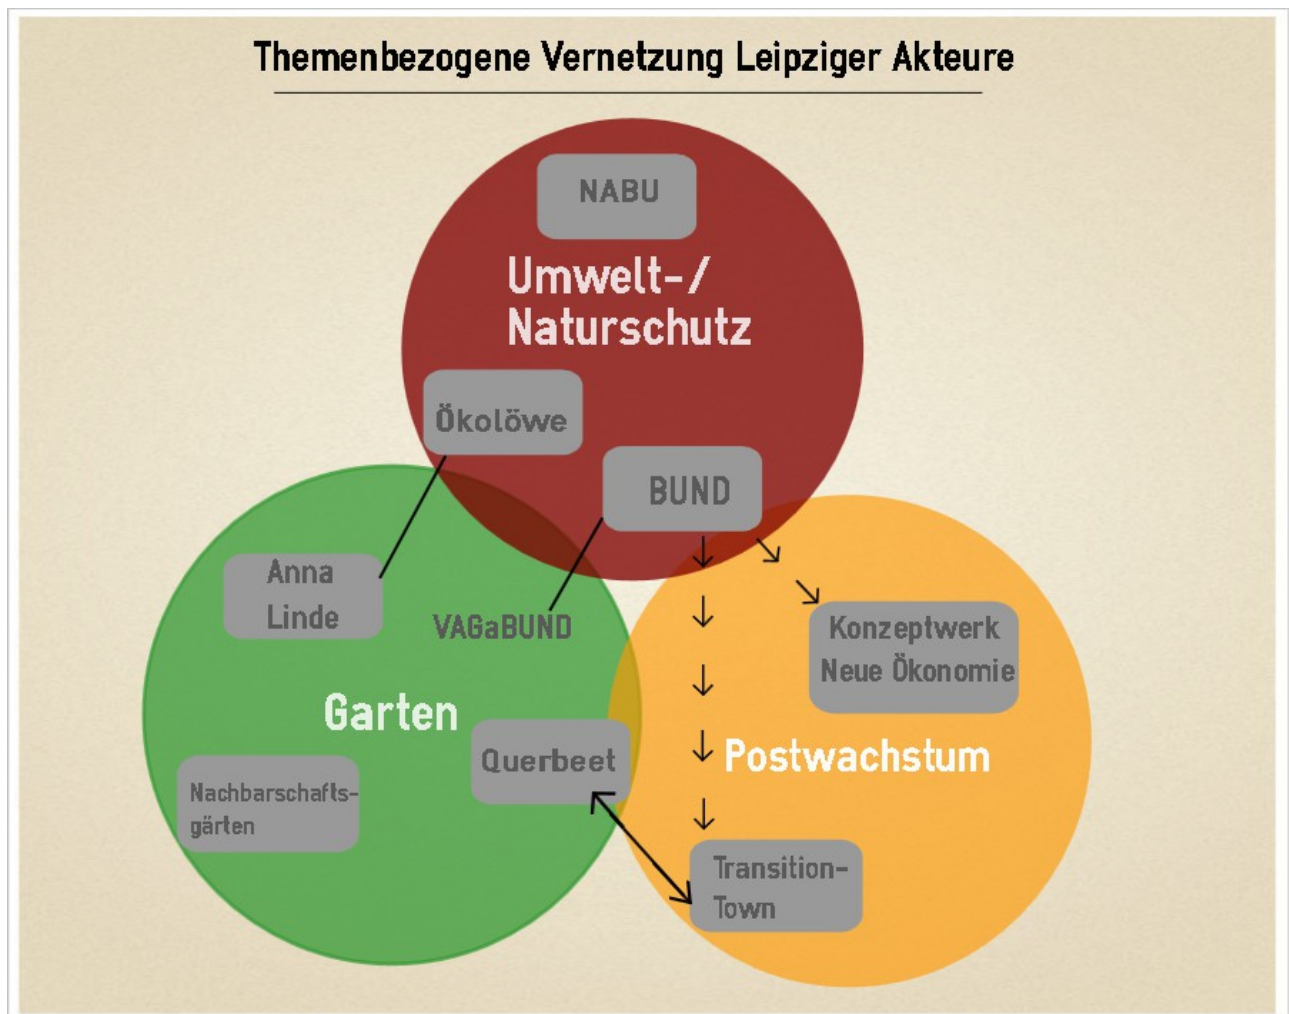 Themenbezogene Vernetzung Leipziger Akteure
NABU
Umwelt-/
Naturschutz
Ökolöwe
BUND
Anna
Linde
VAGaBUND
Konzeptwerk
Neue Ökonomie
Garten
Querbeet
Postwachstum
Nachbarschafts-
gärten
Transition-
Town